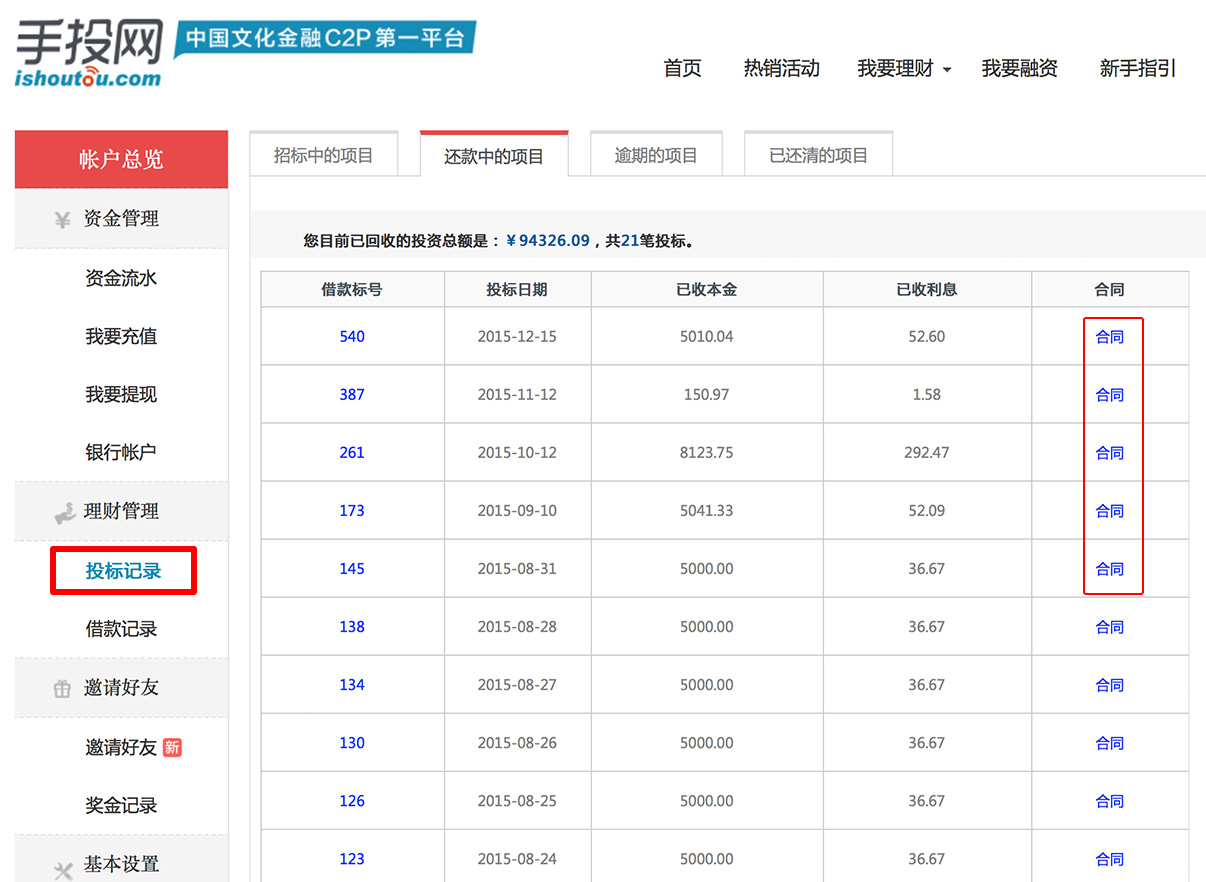 手投网 中国文化金融C2P第一平台
ishoutou.com
首页 热销活动 我要理财 我要融资 新手指引
帐户总览
¥ 资金管理
资金流水
我要充值
我要提现
银行帐户
理财管理
投标记录
借款记录
邀请好友
邀请好友 新
奖金记录
基本设置
招标中的项目 还款中的项目 逾期的项目 已还清的项目
您目前已回收的投资总额是：￥94326.09，共21笔投标。
借款标号 投标日期 已收本金 已收利息 合同
540 2015-12-15 5010.04 52.60 合同
387 2015-11-12 150.97 1.58 合同
261 2015-10-12 8123.75 292.47 合同
173 2015-09-10 5041.33 52.09 合同
145 2015-08-31 5000.00 36.67 合同
138 2015-08-28 5000.00 36.67 合同
134 2015-08-27 5000.00 36.67 合同
130 2015-08-26 5000.00 36.67 合同
126 2015-08-25 5000.00 36.67 合同
123 2015-08-24 5000.00 36.67 合同